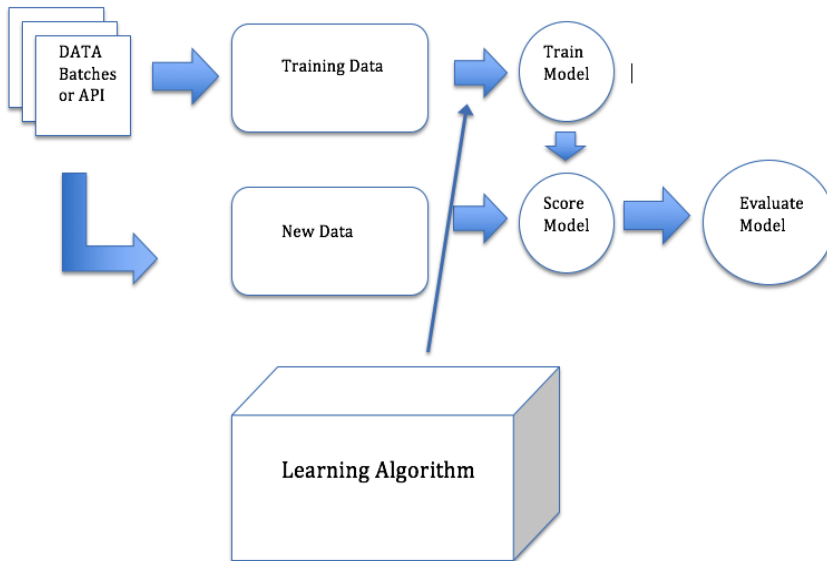 DATA
Batches
or API
Training Data
Train
Model
New Data
Score
Model
Evaluate
Model
Learning Algorithm